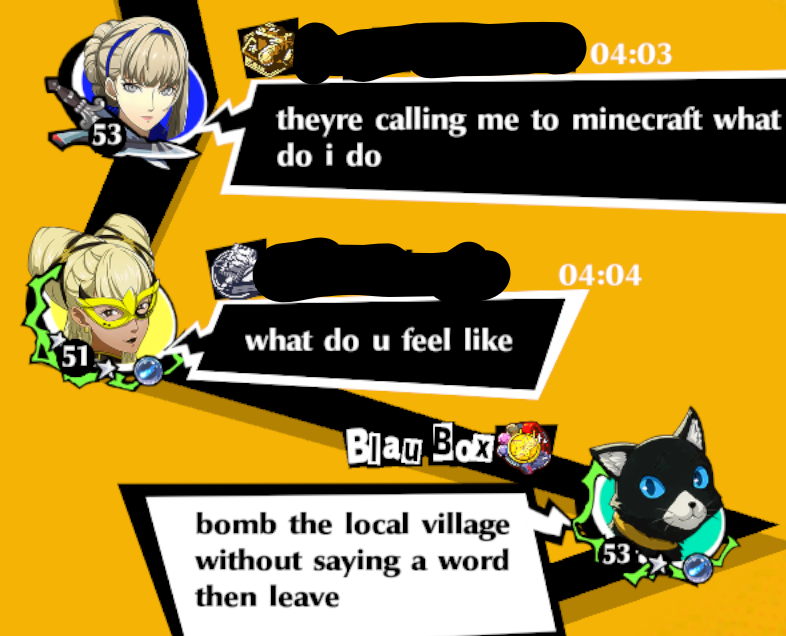 04:03
theyre calling me to minecraft what
do i do
53
04:04
what do u feel like
51
Blau Box
bomb the local village
without saying a word
then leave
53